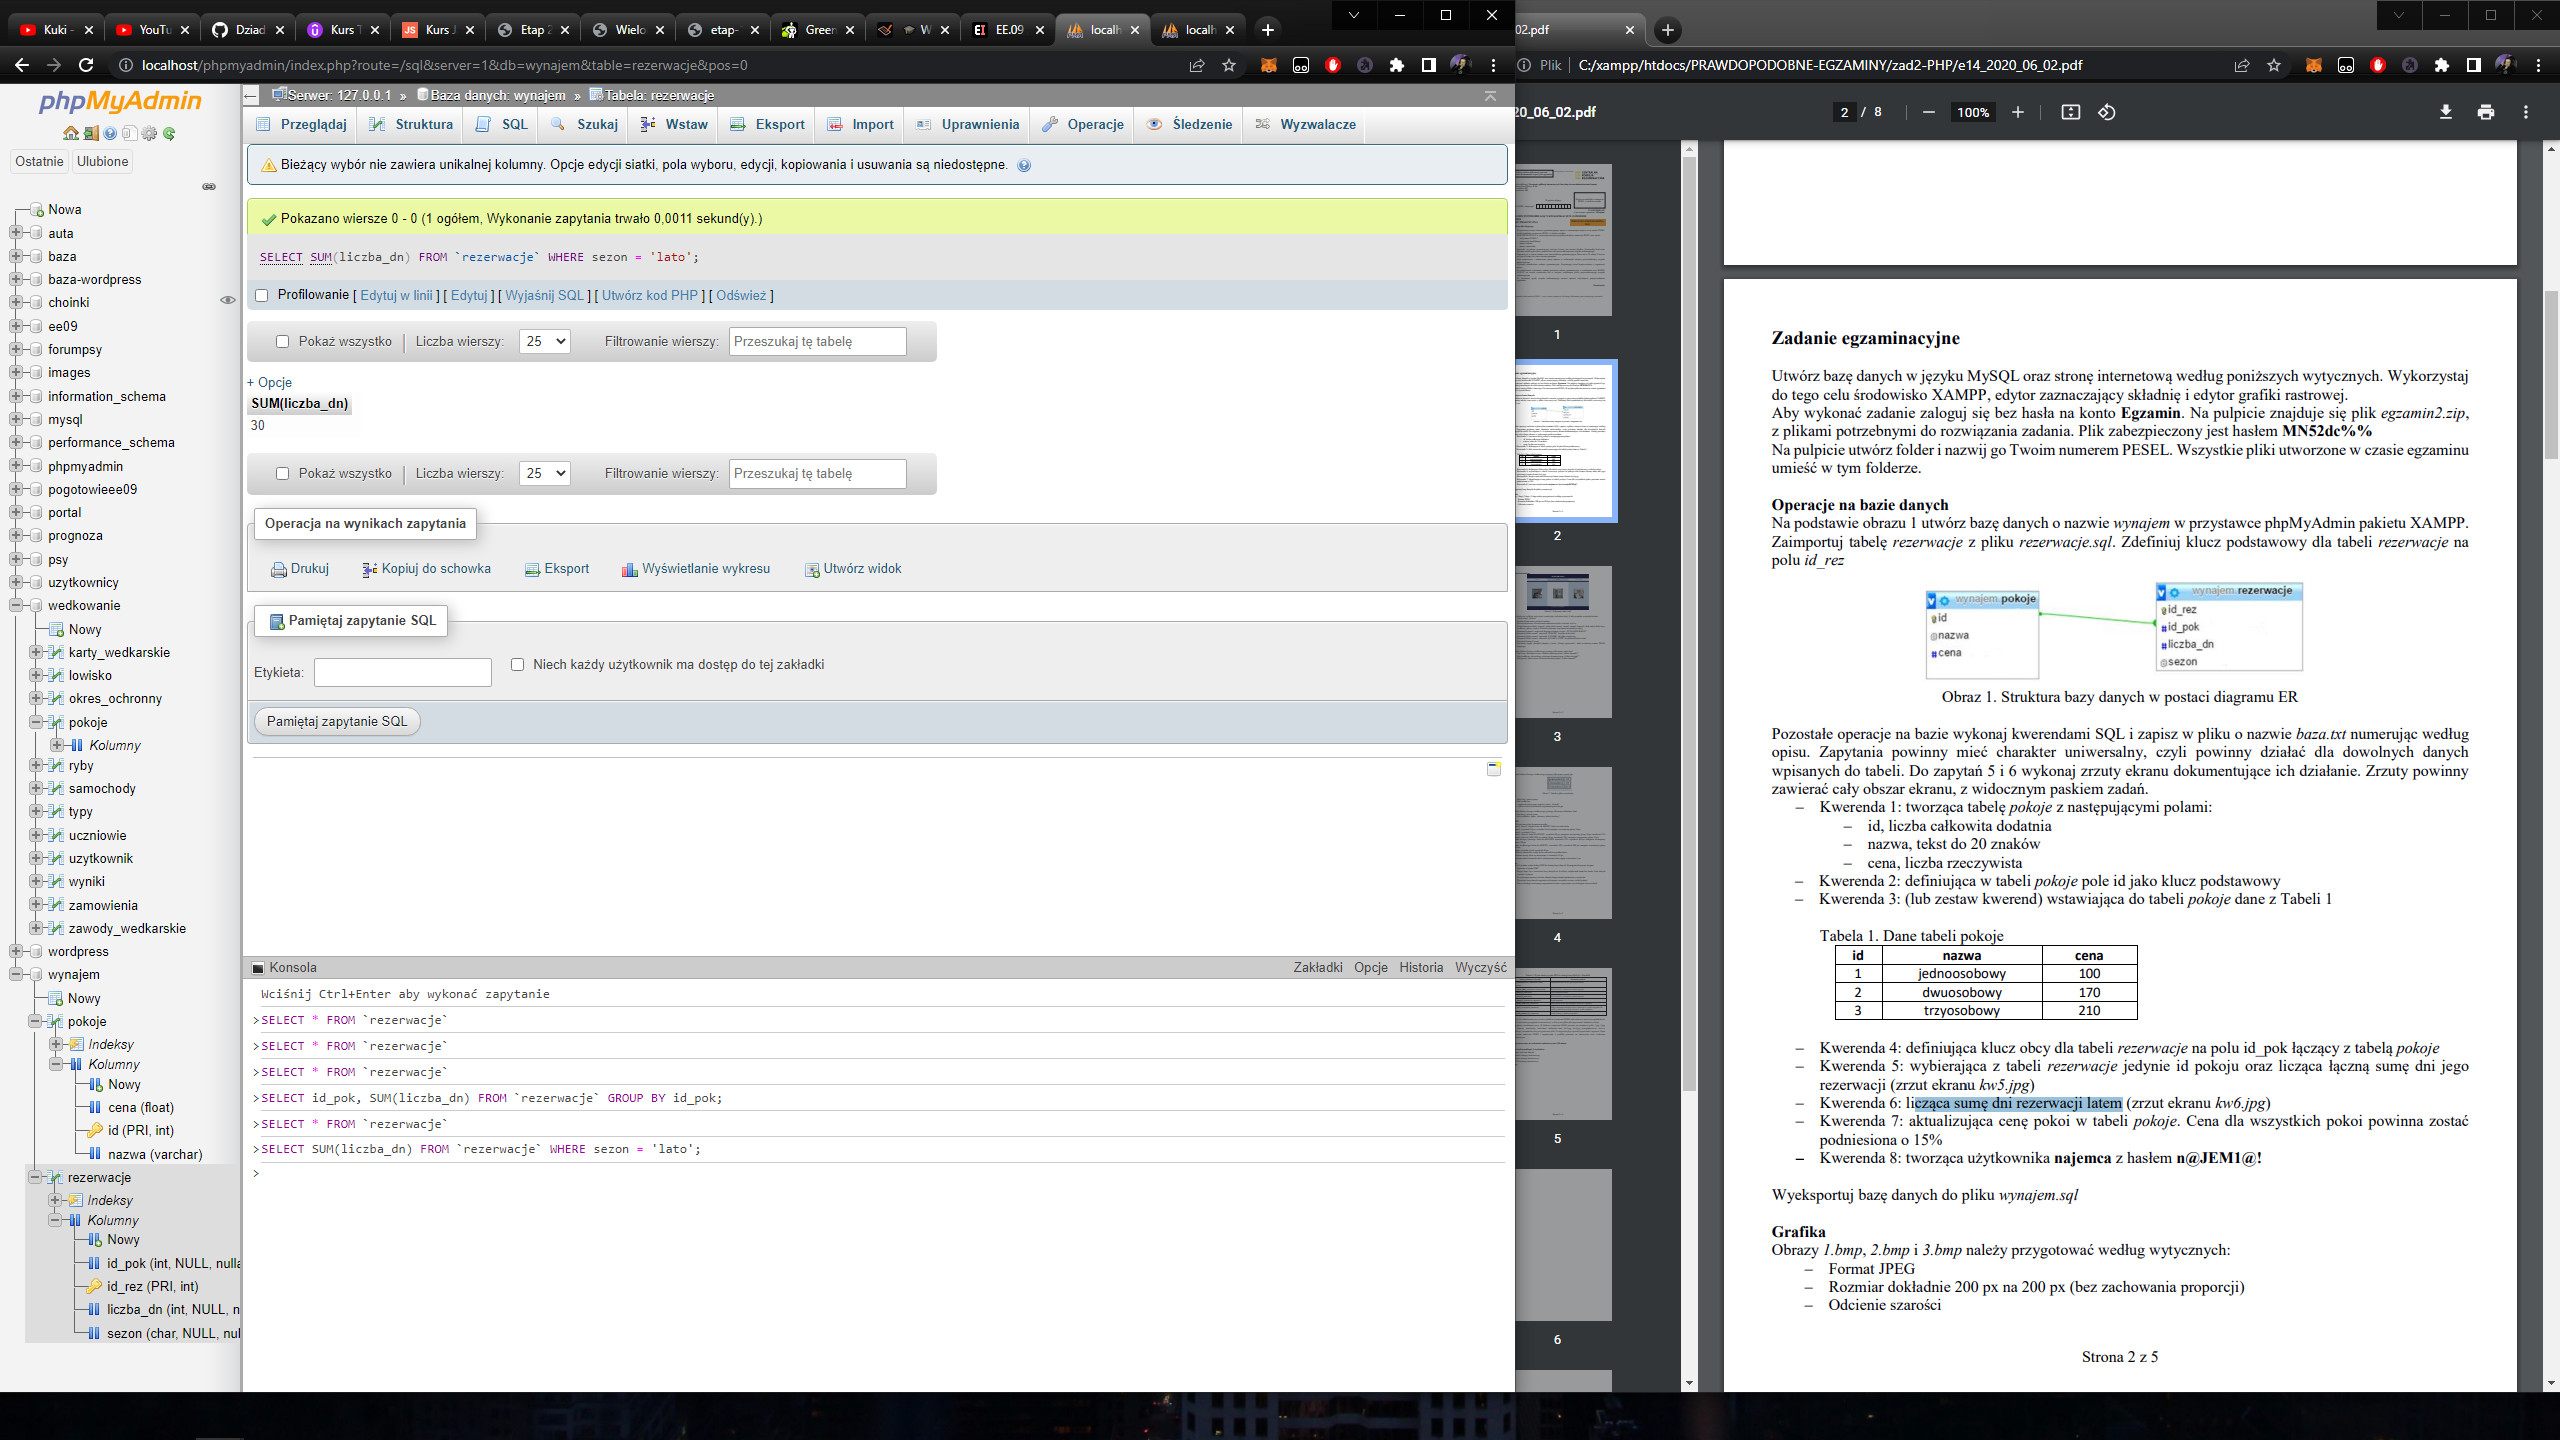 Kuki -
YouTu
Dziad
Kurs T
Kurs J
Etap 2
Wielo
etap-
Green
W
EE.09
localh
localh
02.pdf
localhost/phpmyadmin/index.php?route=/sql&server=1&db=wynajem&table=rezerwacje&pos=0
Plik
C:/xampp/htdocs/PRAWDOPODOBNE-EGZAMINY/zad2-PHP/e14_2020_06_02.pdf
phpMyAdmin
Ostatnie
Ulubione
Nowa
auta
baza
baza-wordpress
choinki
ee09
forumpsy
images
information_schema
mysql
performance_schema
phpmyadmin
pogotowieee09
portal
prognoza
psy
uzytkownicy
wedkowanie
Nowy
karty_wedkarskie
lowisko
okres_ochronny
pokoje
Kolumny
ryby
samochody
typy
uczniowie
uzytkownik
wyniki
zamowienia
zawody_wedkarskie
wordpress
wynajem
Nowy
pokoje
Indeksy
Kolumny
Nowy
cena (float)
id (PRI, int)
nazwa (varchar)
rezerwacje
Indeksy
Kolumny
Nowy
id_pok (int, NULL, nulla
id_rez (PRI, int)
liczba_dn (int, NULL, n
sezon (char, NULL, nul
Serwer: 127.0.0.1 » Baza danych: wynajem » Tabela: rezerwacje
Przeglądaj
Struktura
SQL
Szukaj
Wstaw
Eksport
Import
Uprawnienia
Operacje
Śledzenie
Wyzwalacze
Bieżący wybór nie zawiera unikalnej kolumny. Opcje edycji siatki, pola wyboru, edycji, kopiowania i usuwania są niedostępne.
Pokazano wiersze 0 - 0 (1 ogółem, Wykonanie zapytania trwało 0,0011 sekund(y).)
SELECT SUM(liczba_dn) FROM `rezerwacje` WHERE sezon = 'lato';
Profilowanie [ Edytuj w linii ] [ Edytuj ] [ Wyjaśnij SQL ] [ Utwórz kod PHP ] [ Odśwież ]
Pokaż wszystko
Liczba wierszy:
25
Filtrowanie wierszy:
Przeszukaj tę tabelę
+ Opcje
SUM(liczba_dn)
30
Pokaż wszystko
Liczba wierszy:
25
Filtrowanie wierszy:
Przeszukaj tę tabelę
Operacja na wynikach zapytania
Drukuj
Kopiuj do schowka
Eksport
Wyświetlanie wykresu
Utwórz widok
Pamiętaj zapytanie SQL
Etykieta:
Niech każdy użytkownik ma dostęp do tej zakładki
Pamiętaj zapytanie SQL
Konsola
Zakładki
Opcje
Historia
Wyczyść
Wciśnij Ctrl+Enter aby wykonać zapytanie
>SELECT * FROM `rezerwacje`
>SELECT * FROM `rezerwacje`
>SELECT * FROM `rezerwacje`
>SELECT id_pok, SUM(liczba_dn) FROM `rezerwacje` GROUP BY id_pok;
>SELECT * FROM `rezerwacje`
>SELECT SUM(liczba_dn) FROM `rezerwacje` WHERE sezon = 'lato';
>
20_06_02.pdf
2 / 8
100%
1
2
3
4
5
6
Zadanie egzaminacyjne
Utwórz bazę danych w języku MySQL oraz stronę internetową według poniższych wytycznych. Wykorzystaj
do tego celu środowisko XAMPP, edytor zaznaczający składnię i edytor grafiki rastrowej.
Aby wykonać zadanie zaloguj się bez hasła na konto Egzamin. Na pulpicie znajduje się plik egzamin2.zip,
z plikami potrzebnymi do rozwiązania zadania. Plik zabezpieczony jest hasłem MN52dc%%
Na pulpicie utwórz folder i nazwij go Twoim numerem PESEL. Wszystkie pliki utworzone w czasie egzaminu
umieść w tym folderze.
Operacje na bazie danych
Na podstawie obrazu 1 utwórz bazę danych o nazwie wynajem w przystawce phpMyAdmin pakietu XAMPP.
Zaimportuj tabelę rezerwacje z pliku rezerwacje.sql. Zdefiniuj klucz podstawowy dla tabeli rezerwacje na
polu id_rez
wynajem pokoje
id
nazwa
cena
wynajem rezerwacje
id_rez
id_pok
liczba_dn
sezon
Obraz 1. Struktura bazy danych w postaci diagramu ER
Pozostałe operacje na bazie wykonaj kwerendami SQL i zapisz w pliku o nazwie baza.txt numerując według
opisu. Zapytania powinny mieć charakter uniwersalny, czyli powinny działać dla dowolnych danych
wpisanych do tabeli. Do zapytań 5 i 6 wykonaj zrzuty ekranu dokumentujące ich działanie. Zrzuty powinny
zawierać cały obszar ekranu, z widocznym paskiem zadań.
– Kwerenda 1: tworząca tabelę pokoje z następującymi polami:
– id, liczba całkowita dodatnia
– nazwa, tekst do 20 znaków
– cena, liczba rzeczywista
– Kwerenda 2: definiująca w tabeli pokoje pole id jako klucz podstawowy
– Kwerenda 3: (lub zestaw kwerend) wstawiająca do tabeli pokoje dane z Tabeli 1
Tabela 1. Dane tabeli pokoje
id nazwa cena
1 jednoosobowy 100
2 dwuosobowy 170
3 trzyosobowy 210
– Kwerenda 4: definiująca klucz obcy dla tabeli rezerwacje na polu id_pok łączący z tabelą pokoje
– Kwerenda 5: wybierająca z tabeli rezerwacje jedynie id pokoju oraz licząca łączną sumę dni jego
rezerwacji (zrzut ekranu kw5.jpg)
– Kwerenda 6: licząca sumę dni rezerwacji latem (zrzut ekranu kw6.jpg)
– Kwerenda 7: aktualizująca cenę pokoi w tabeli pokoje. Cena dla wszystkich pokoi powinna zostać
podniesiona o 15%
– Kwerenda 8: tworząca użytkownika najemca z hasłem n@JEM1@!
Wyeksportuj bazę danych do pliku wynajem.sql
Grafika
Obrazy 1.bmp, 2.bmp i 3.bmp należy przygotować według wytycznych:
– Format JPEG
– Rozmiar dokładnie 200 px na 200 px (bez zachowania proporcji)
– Odcienie szarości
Strona 2 z 5